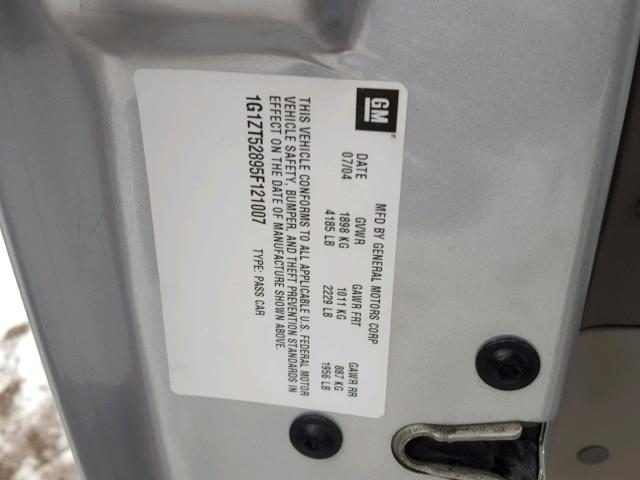 GM
MFD BY GENERAL MOTORS CORP
DATE GVWR GAWR FRT GAWR RR
07/04 1898 KG 1011 KG 887 KG
4185 LB 2229 LB 1956 LB
THIS VEHICLE CONFORMS TO ALL APPLICABLE U.S. FEDERAL MOTOR
VEHICLE SAFETY, BUMPER, AND THEFT PREVENTION STANDARDS IN
EFFECT ON THE DATE OF MANUFACTURE SHOWN ABOVE.
1G1ZT52895F121007 TYPE: PASS CAR